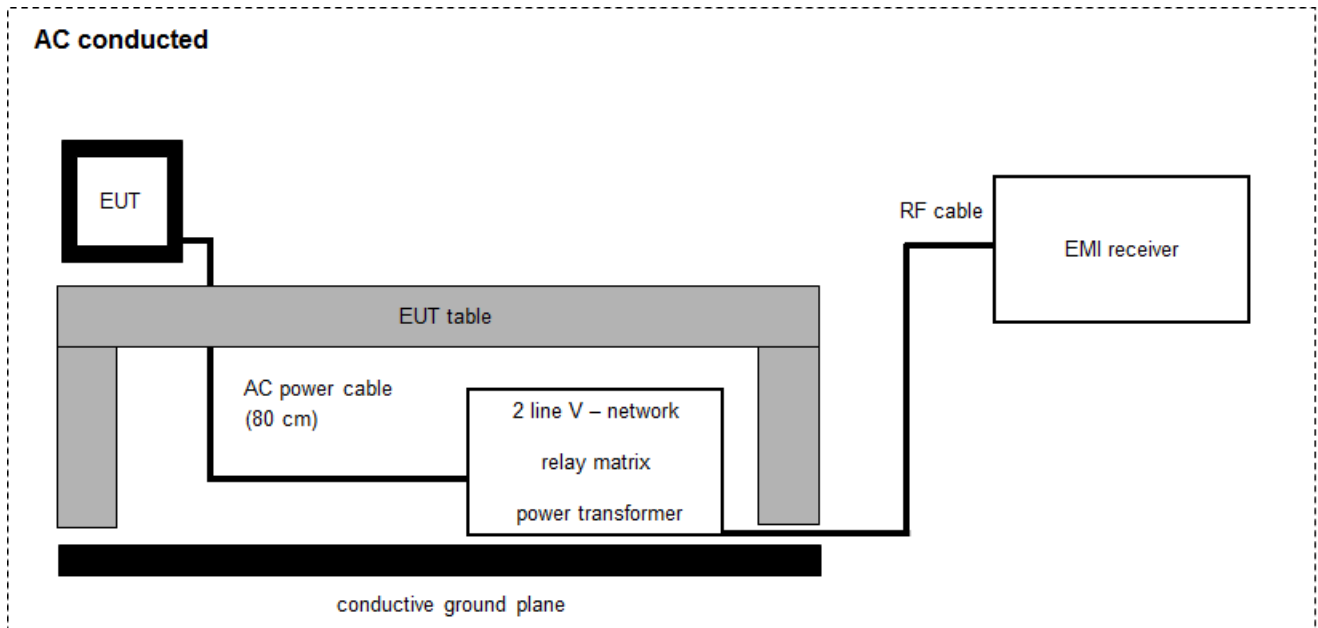 AC conducted
EUT
RF cable
EMI receiver
EUT table
AC power cable
(80 cm)
2 line V – network
relay matrix
power transformer
conductive ground plane